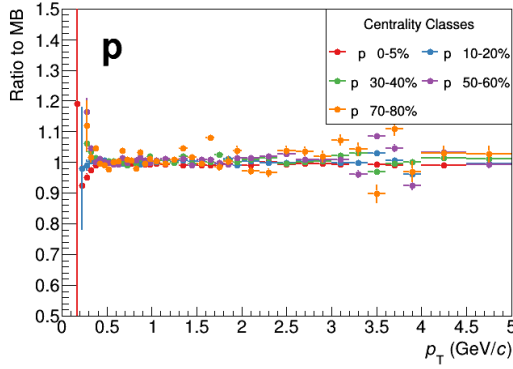 Ratio to MB
1.5
1.4
1.3
1.2
1.1
1
0.9
0.8
0.7
0.6
0.5
p
Centrality Classes
p 0-5%
p 10-20%
p 30-40%
p 50-60%
p 70-80%
0 0.5 1 1.5 2 2.5 3 3.5 4 4.5 5
p_T (GeV/c)